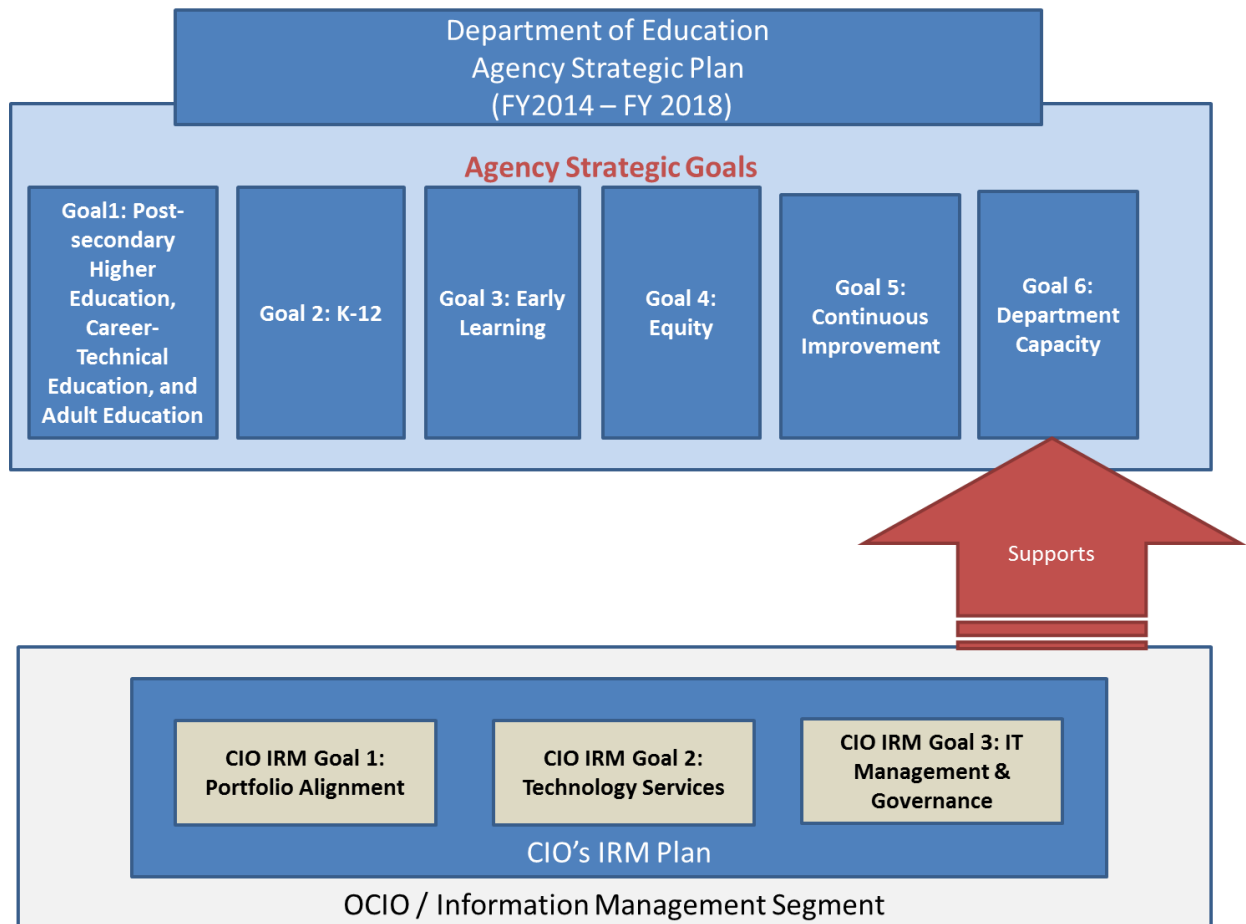 Department of Education
Agency Strategic Plan
(FY2014 – FY 2018)
Agency Strategic Goals
Goal1: Post-
secondary
Higher
Education,
Career-
Technical
Education, and
Adult Education
Goal 2: K-12
Goal 3: Early
Learning
Goal 4:
Equity
Goal 5:
Continuous
Improvement
Goal 6:
Department
Capacity
Supports
CIO IRM Goal 1:
Portfolio Alignment
CIO IRM Goal 2:
Technology Services
CIO IRM Goal 3: IT
Management &
Governance
CIO’s IRM Plan
OCIO / Information Management Segment